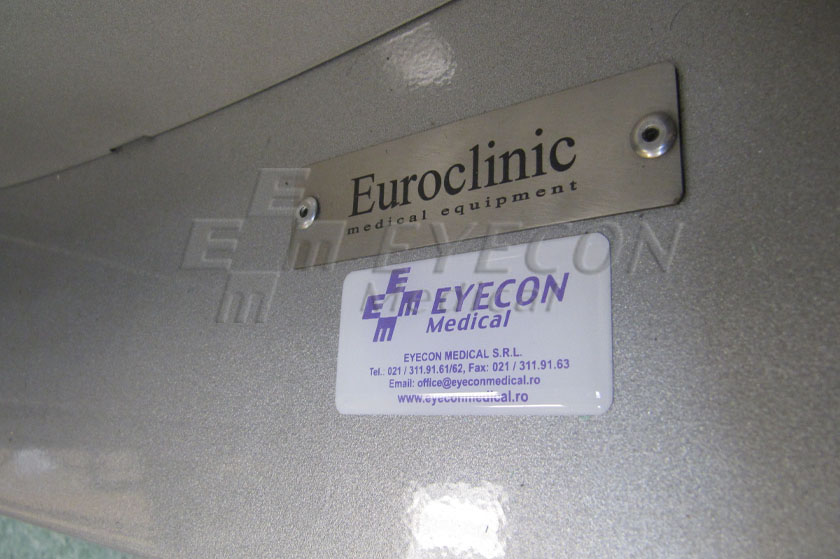 Euroclinic
medical equipment
EYECON
Medical
E E M m
EYECON
Medical
EYECON MEDICAL S.R.L.
Tel.: 021 / 311.91.61/62, Fax: 021 / 311.91.63
Email: office@eyeconmedical.ro
www.eyeconmedical.ro